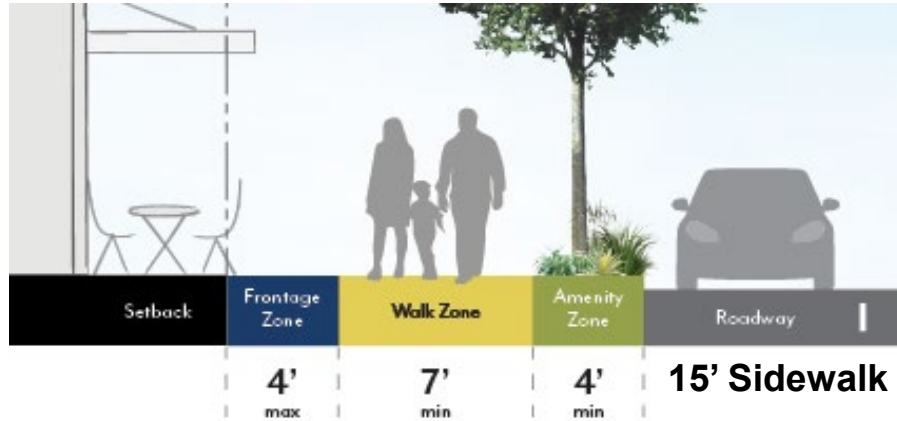 Setback
Frontage
Zone
Walk Zone
Amenity
Zone
Roadway
4’
max
7’
min
4’
min
15’ Sidewalk